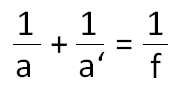 1/a + 1/a‘ = 1/f